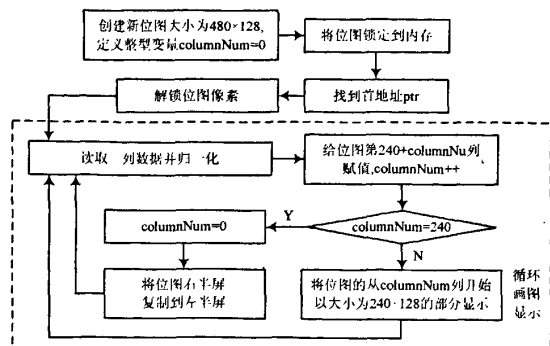 创建新位图大小为480×128,
定义整型变量columnNum=0
将位图锁定到内存
解锁位图像素
找到首地址ptr
读取一列数据并归一化
给位图第240+columnNu列
赋值,columnNum++
columnNum=0
Y
columnNum=240
N
将位图右半屏
复制到左半屏
将位图的从columnNum列开始
以大小为240·128的部分显示
循环
画图
显示